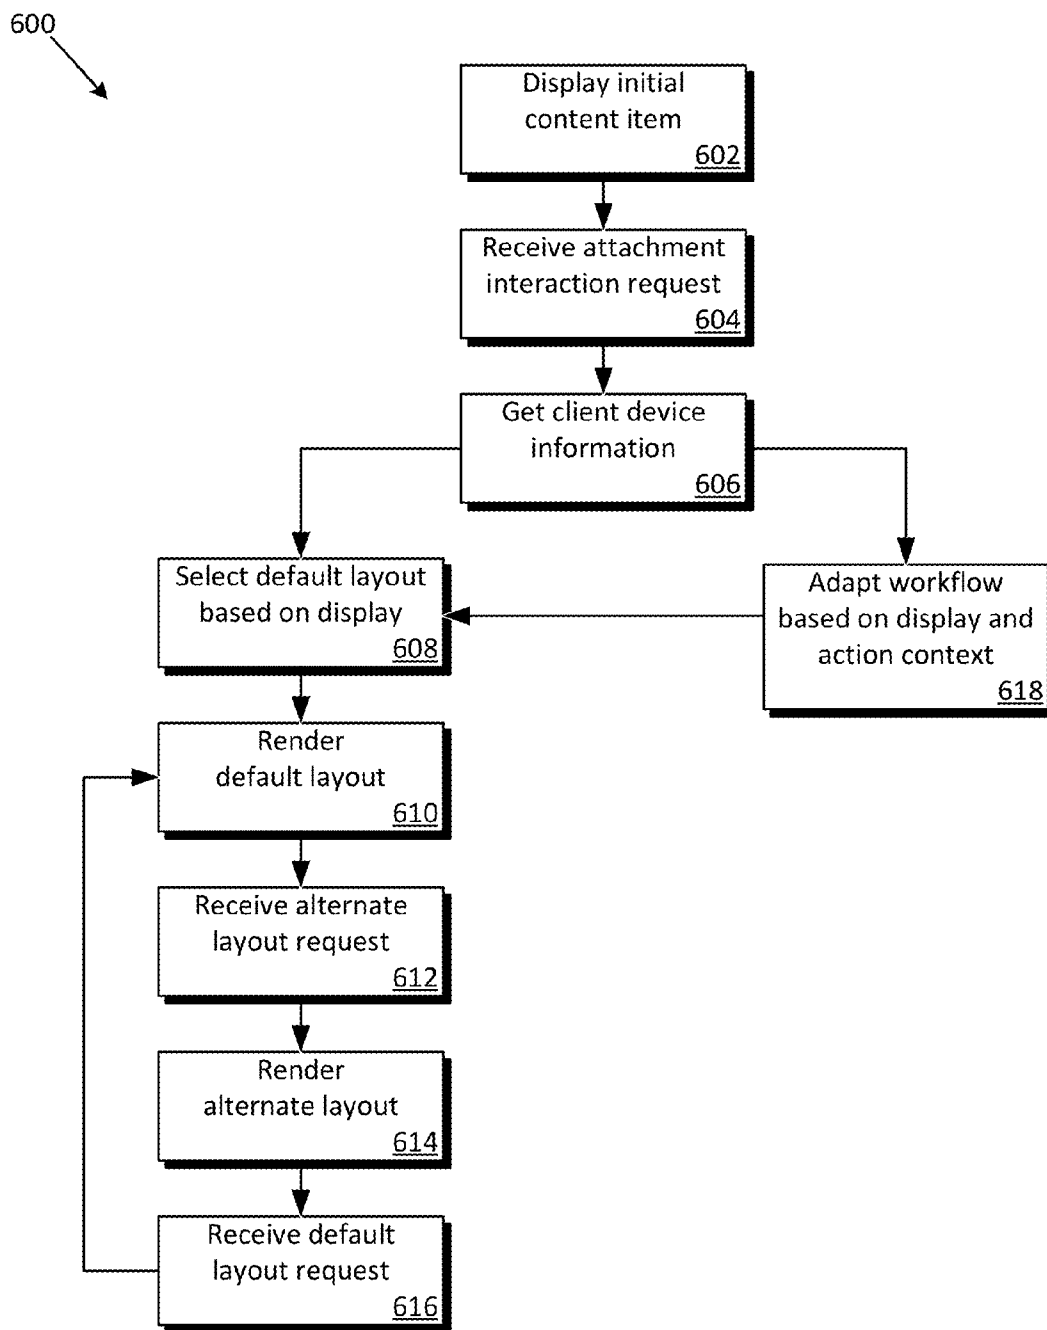 600
Display initial
content item
602
Receive attachment
interaction request
604
Get client device
information
606
Select default layout
based on display
608
Adapt workflow
based on display and
action context
618
Render
default layout
610
Receive alternate
layout request
612
Render
alternate layout
614
Receive default
layout request
616